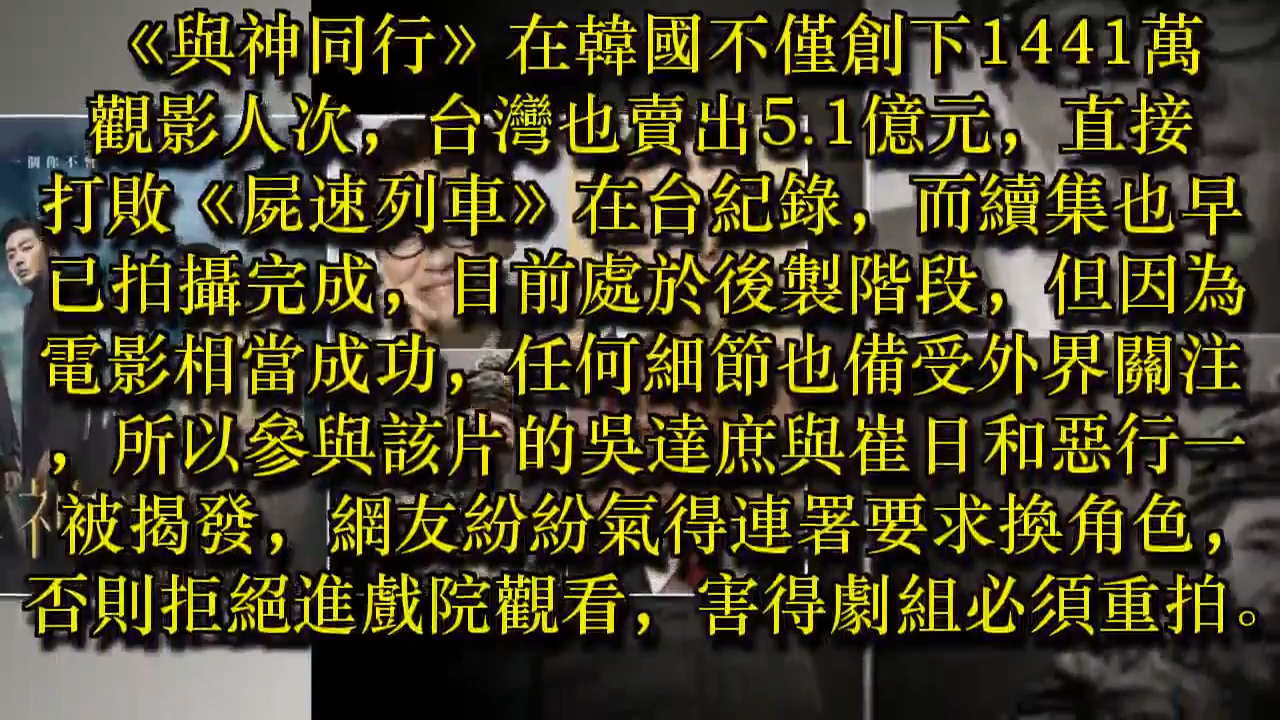 《與神同行》在韓國不僅創下1441萬
觀影人次，台灣也賣出5.1億元，直接
打敗《屍速列車》在台紀錄，而續集也早
已拍攝完成，目前處於後製階段，但因為
電影相當成功，任何細節也備受外界關注
，所以參與該片的吳達庶與崔日和惡行一
被揭發，網友紛紛氣得連署要求換角色，
否則拒絕進戲院觀看，害得劇組必須重拍。